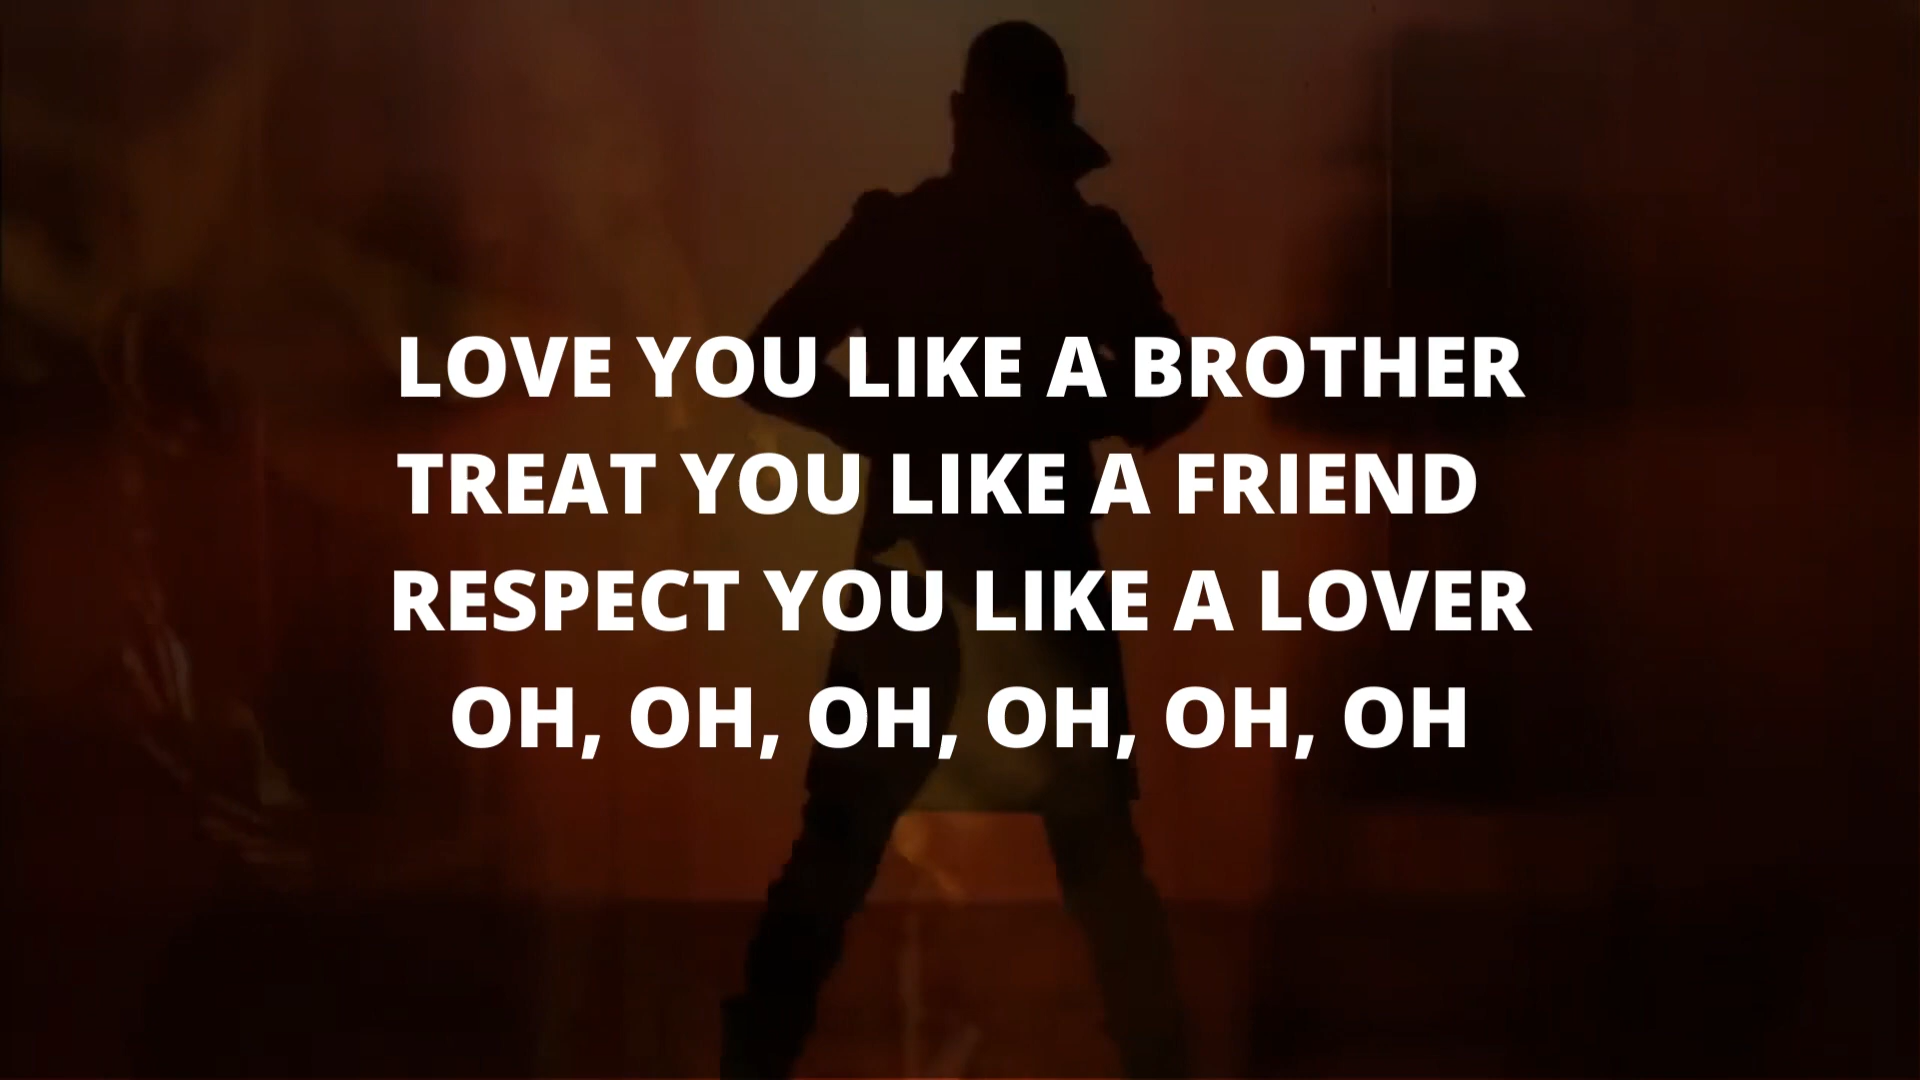 LOVE YOU LIKE A BROTHER
TREAT YOU LIKE A FRIEND
RESPECT YOU LIKE A LOVER
OH, OH, OH, OH, OH, OH